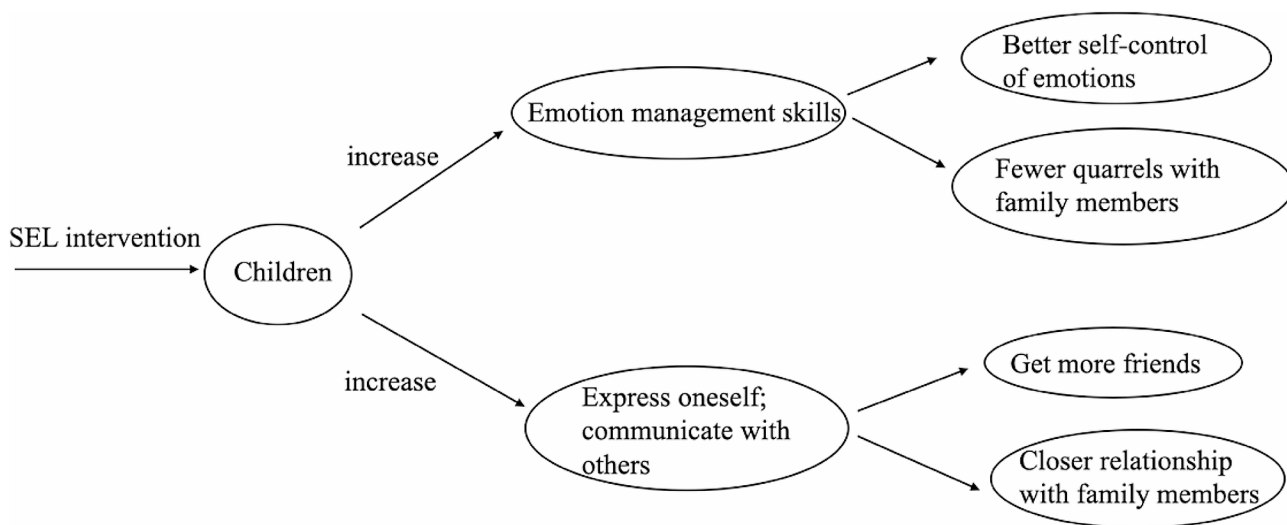 Better self-control
of emotions
Emotion management skills
increase
Fewer quarrels with
family members
SEL intervention
Children
increase
Express oneself;
communicate with
others
Get more friends
Closer relationship
with family members